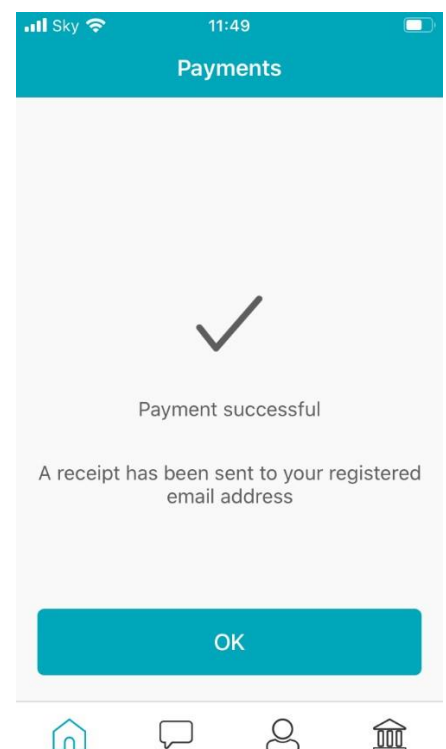 Sky 11:49
Payments
Payment successful
A receipt has been sent to your registered
email address
OK